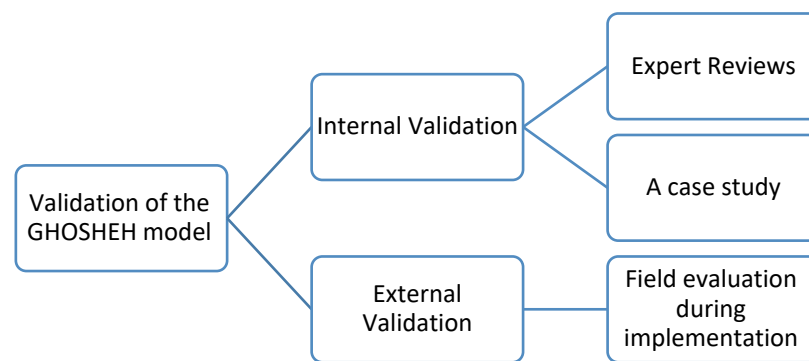 Validation of the
GHOSHEH model
Internal Validation
Expert Reviews
A case study
External
Validation
Field evaluation
during
implementation